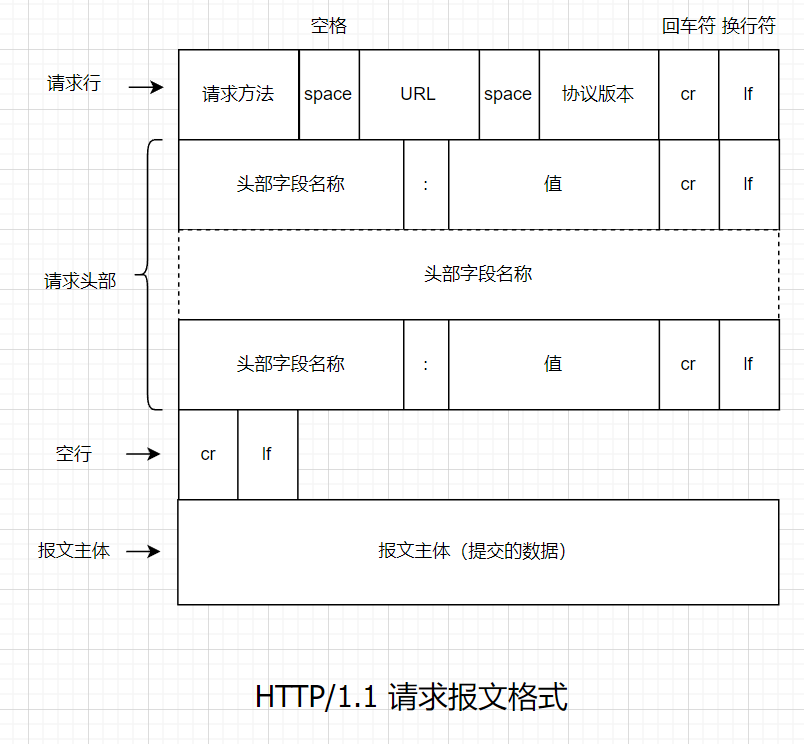 空格 回车符 换行符
请求行 请求方法 space URL space 协议版本 cr lf
头部字段名称 : 值 cr lf
请求头部 头部字段名称
头部字段名称 : 值 cr lf
空行 cr lf
报文主体 报文主体（提交的数据）
HTTP/1.1 请求报文格式